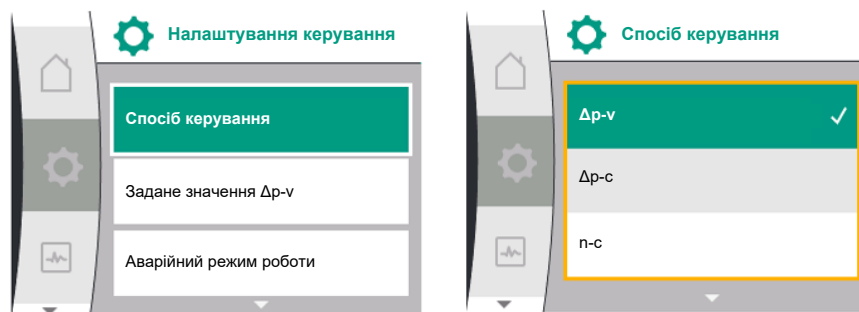 Налаштування керування
Спосіб керування
Задане значення Δp-v
Аварійний режим роботи
Спосіб керування
Δp-v
Δp-c
n-c